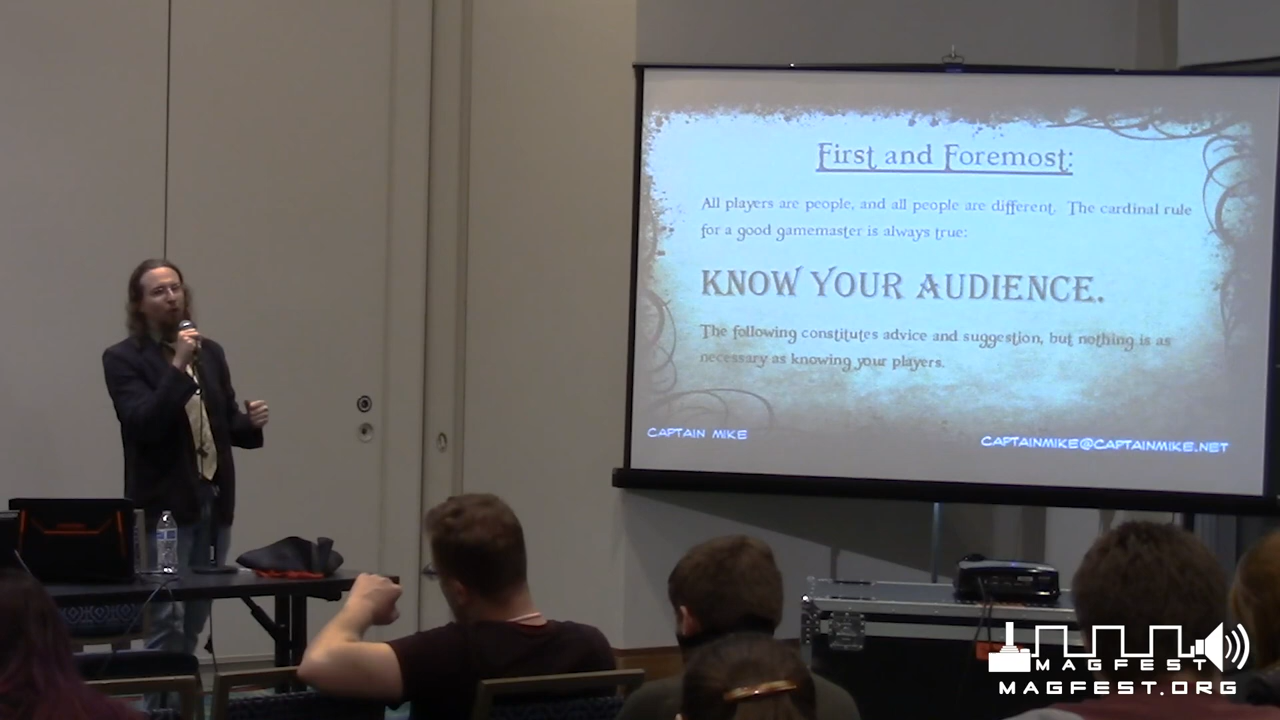 First and Foremost:
All players are people, and all people are different. The cardinal rule
for a good gamemaster is always true:
KNOW YOUR AUDIENCE.
The following constitutes advice and suggestion, but nothing is as
necessary as knowing your players.
CAPTAIN MIKE
CAPTAINMIKE@CAPTAINMIKE.NET
MAGFEST
MAGFEST.ORG